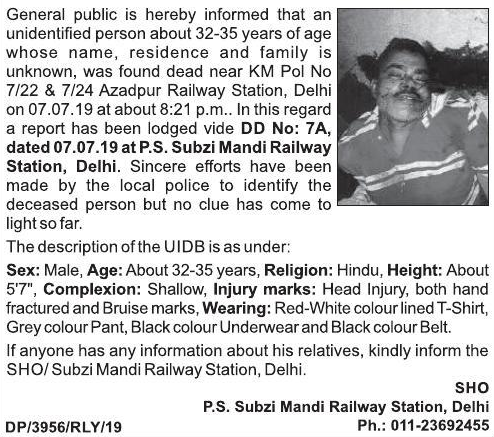 General public is hereby informed that an
unidentified person about 32-35 years of age
whose name, residence and family is
unknown, was found dead near KM Pol No
7/22 & 7/24 Azadpur Railway Station, Delhi
on 07.07.19 at about 8:21 p.m.. In this regard
a report has been lodged vide DD No: 7A,
dated 07.07.19 at P.S. Subzi Mandi Railway
Station, Delhi. Sincere efforts have been
made by the local police to identify the
deceased person but no clue has come to
light so far.
The description of the UIDB is as under:
Sex: Male, Age: About 32-35 years, Religion: Hindu, Height: About
5'7", Complexion: Shallow, Injury marks: Head Injury, both hand
fractured and Bruise marks, Wearing: Red-White colour lined T-Shirt,
Grey colour Pant, Black colour Underwear and Black colour Belt.
If anyone has any information about his relatives, kindly inform the
SHO/ Subzi Mandi Railway Station, Delhi.
SHO
P.S. Subzi Mandi Railway Station, Delhi
DP/3956/RLY/19 Ph.: 011-23692455